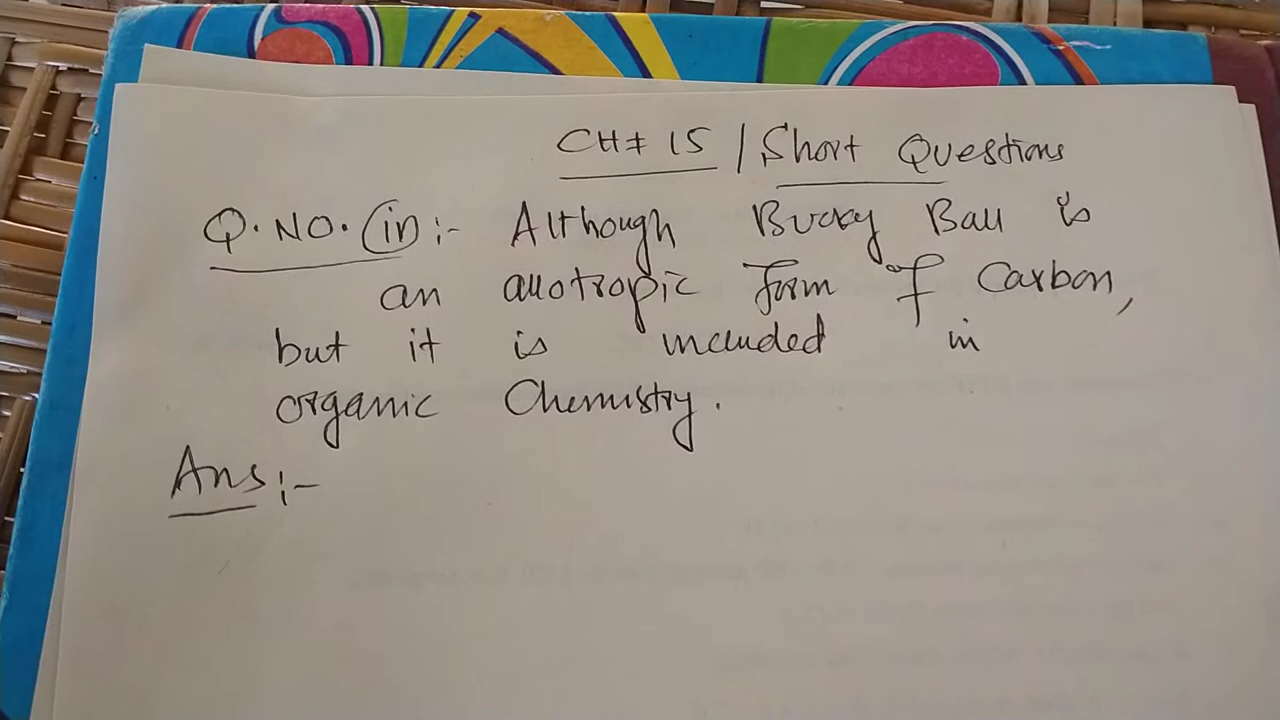 CH# 15 / Short Questions
Q.NO.(iii):- Although Bucky Ball is
an allotropic form of Carbon,
but it is included in
organic Chemistry.
Ans:-